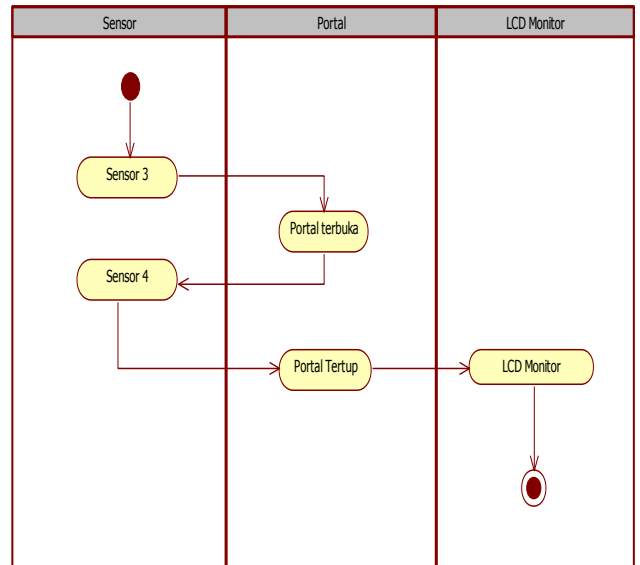 Sensor
Portal
LCD Monitor
Sensor 3
Portal terbuka
Sensor 4
Portal Tertup
LCD Monitor